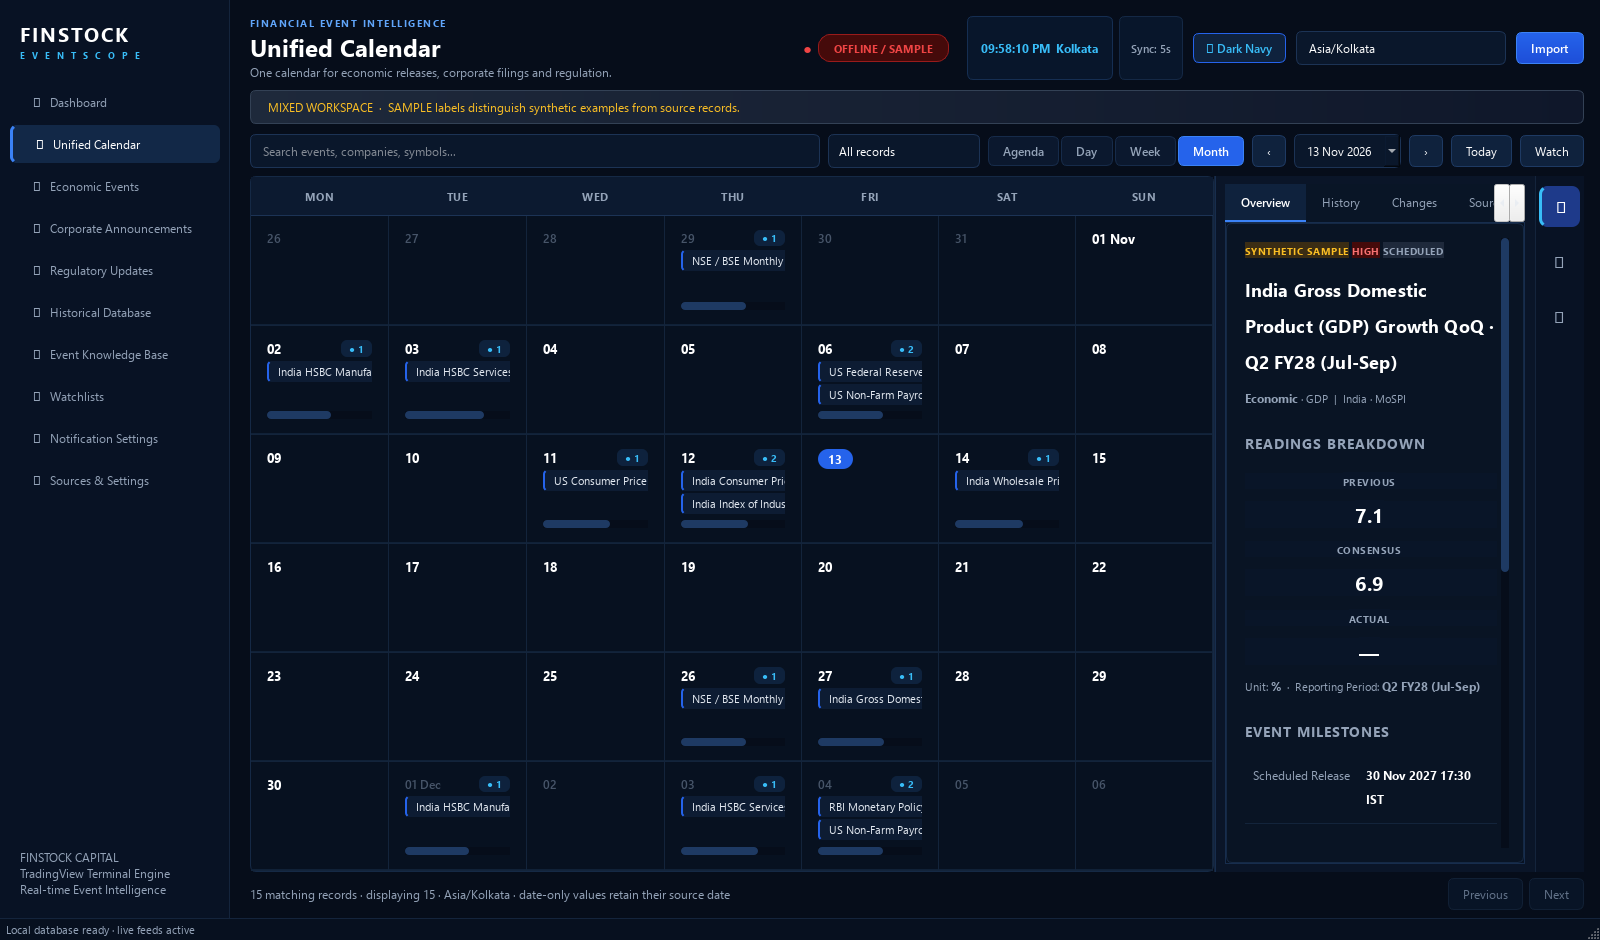 FINSTOCK
EVENTSCOPE
Dashboard
Unified Calendar
Economic Events
Corporate Announcements
Regulatory Updates
Historical Database
Event Knowledge Base
Watchlists
Notification Settings
Sources & Settings
FINSTOCK CAPITAL
TradingView Terminal Engine
Real-time Event Intelligence
FINANCIAL EVENT INTELLIGENCE
Unified Calendar
One calendar for economic releases, corporate filings and regulation.
● OFFLINE / SAMPLE
09:58:10 PM Kolkata
Sync: 5s
Dark Navy
Asia/Kolkata
Import
MIXED WORKSPACE · SAMPLE labels distinguish synthetic examples from source records.
Search events, companies, symbols...
All records
Agenda Day Week Month ‹ 13 Nov 2026 › Today Watch
MON TUE WED THU FRI SAT SUN
26 27 28 29 ● 1 30 31 01 Nov
NSE / BSE Monthly
02 ● 1 03 ● 1 04 05 06 ● 2 07 08
India HSBC Manufa India HSBC Services US Federal Reserve
US Non-Farm Payro
09 10 11 ● 1 12 ● 2 13 14 ● 1 15
US Consumer Price India Consumer Pri India Wholesale Pri
India Index of Indus
16 17 18 19 20 21 22
23 24 25 26 ● 1 27 ● 1 28 29
NSE / BSE Monthly India Gross Domest
30 01 Dec ● 1 02 03 ● 1 04 ● 2 05 06
India HSBC Manufa India HSBC Services RBI Monetary Policy
US Non-Farm Payro
Overview History Changes Sour
SYNTHETIC SAMPLE HIGH SCHEDULED
India Gross Domestic
Product (GDP) Growth QoQ ·
Q2 FY28 (Jul-Sep)
Economic · GDP | India · MoSPI
READINGS BREAKDOWN
PREVIOUS
7.1
CONSENSUS
6.9
ACTUAL
—
Unit: % · Reporting Period: Q2 FY28 (Jul-Sep)
EVENT MILESTONES
Scheduled Release 30 Nov 2027 17:30
IST
15 matching records · displaying 15 · Asia/Kolkata · date-only values retain their source date
Previous Next
Local database ready · live feeds active